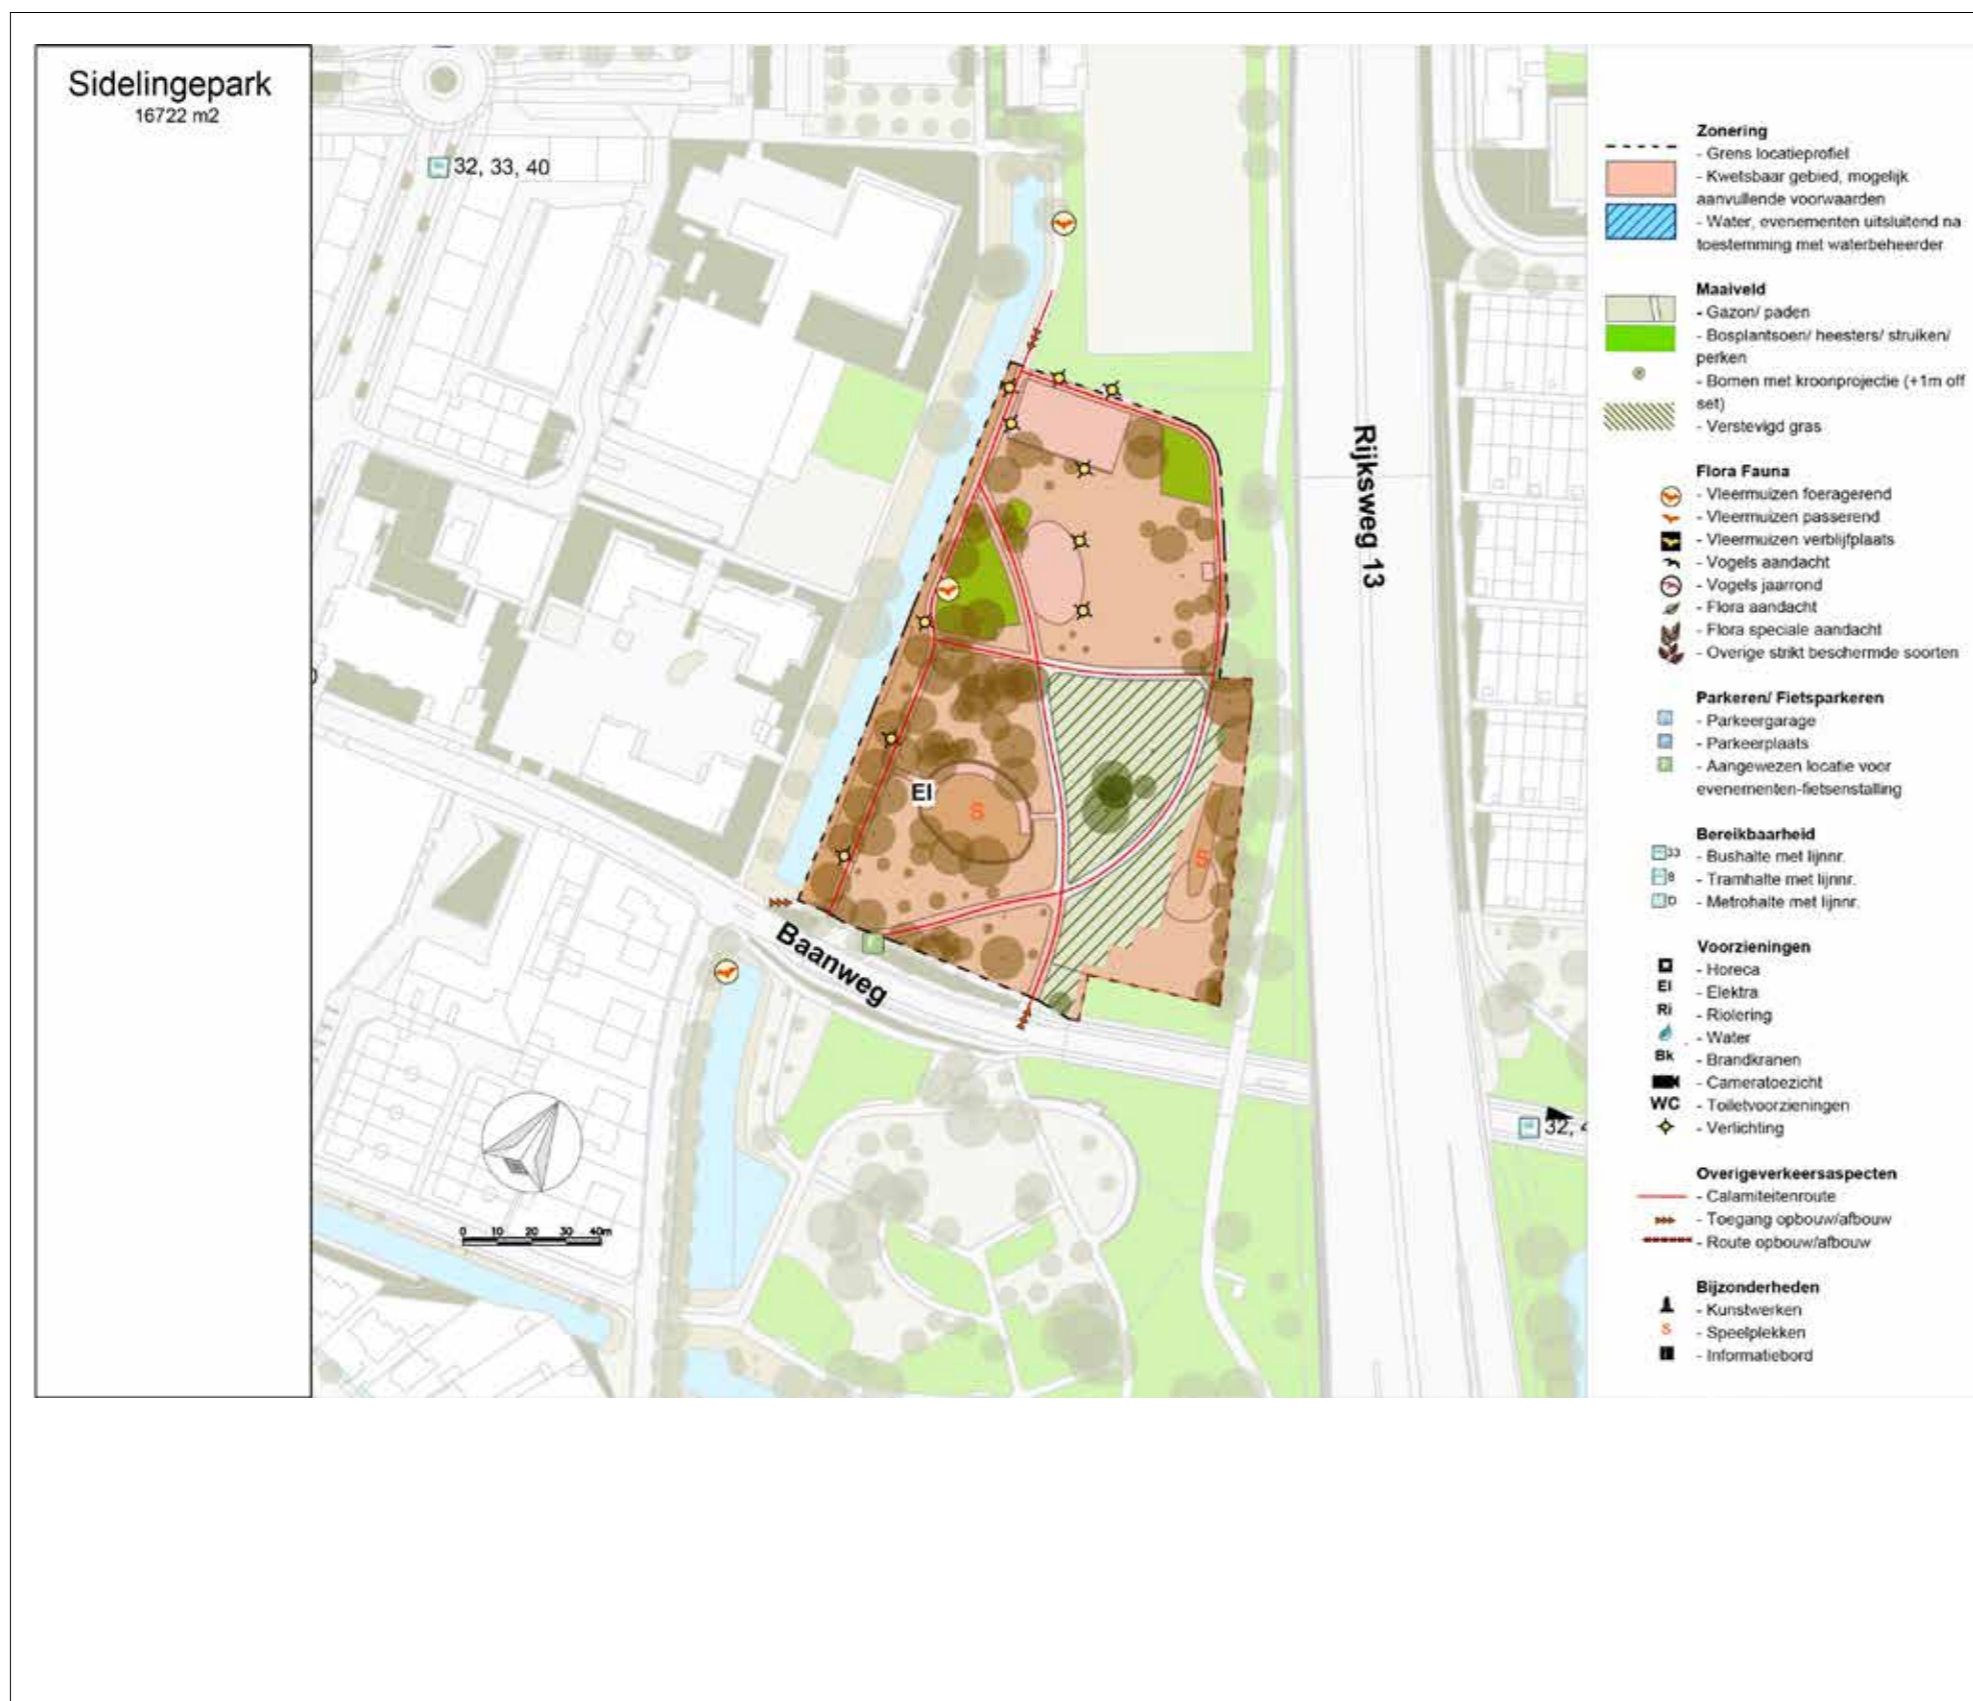 Sidelingepark
16722 m2
32, 33, 40
Rijksweg 13
El
S
S
Baanweg
0 10 20 30 40m
32, 4
Zonering
- Grens locatieprofiel
- Kwetsbaar gebied, mogelijk
aanvullende voorwaarden
- Water, evenementen uitsluitend na
toestemming met waterbeheerder
Maaiveld
- Gazon/ paden
- Bosplantsoen/ heesters/ struiken/
perken
- Bomen met kroonprojectie (+1m off
set)
- Verstevigd gras
Flora Fauna
- Vleermuizen foeragerend
- Vleermuizen passerend
- Vleermuizen verblijfplaats
- Vogels aandacht
- Vogels jaarrond
- Flora aandacht
- Flora speciale aandacht
- Overige strikt beschermde soorten
Parkeren/ Fietsparkeren
- Parkeergarage
- Parkeerplaats
- Aangewezen locatie voor
evenementen-fietsenstalling
Bereikbaarheid
33 - Bushalte met lijnnr.
8 - Tramhalte met lijnnr.
D - Metrohalte met lijnnr.
Voorzieningen
- Horeca
El - Elektra
Ri - Riolering
- Water
Bk - Brandkranen
- Cameratoezicht
WC - Toiletvoorzieningen
- Verlichting
Overigeverkeersaspecten
- Calamiteitenroute
- Toegang opbouw/afbouw
- Route opbouw/afbouw
Bijzonderheden
- Kunstwerken
S - Speelplekken
- Informatiebord